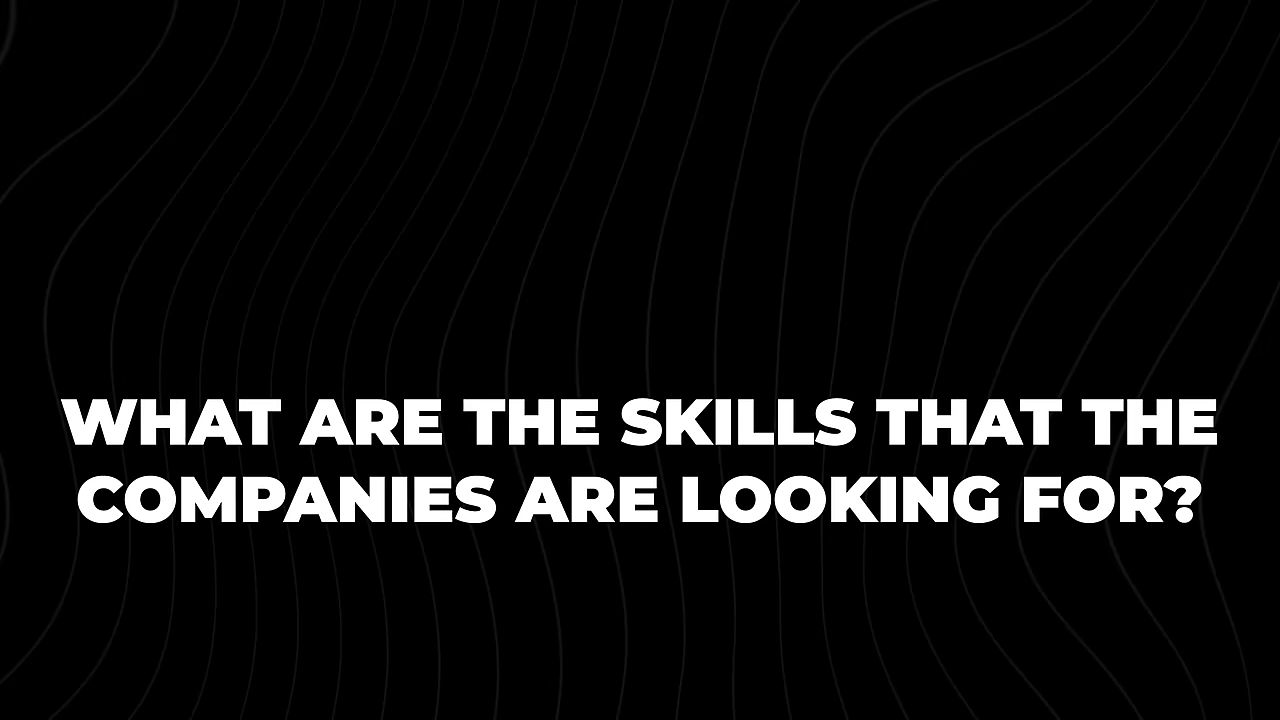 WHAT ARE THE SKILLS THAT THE
COMPANIES ARE LOOKING FOR?